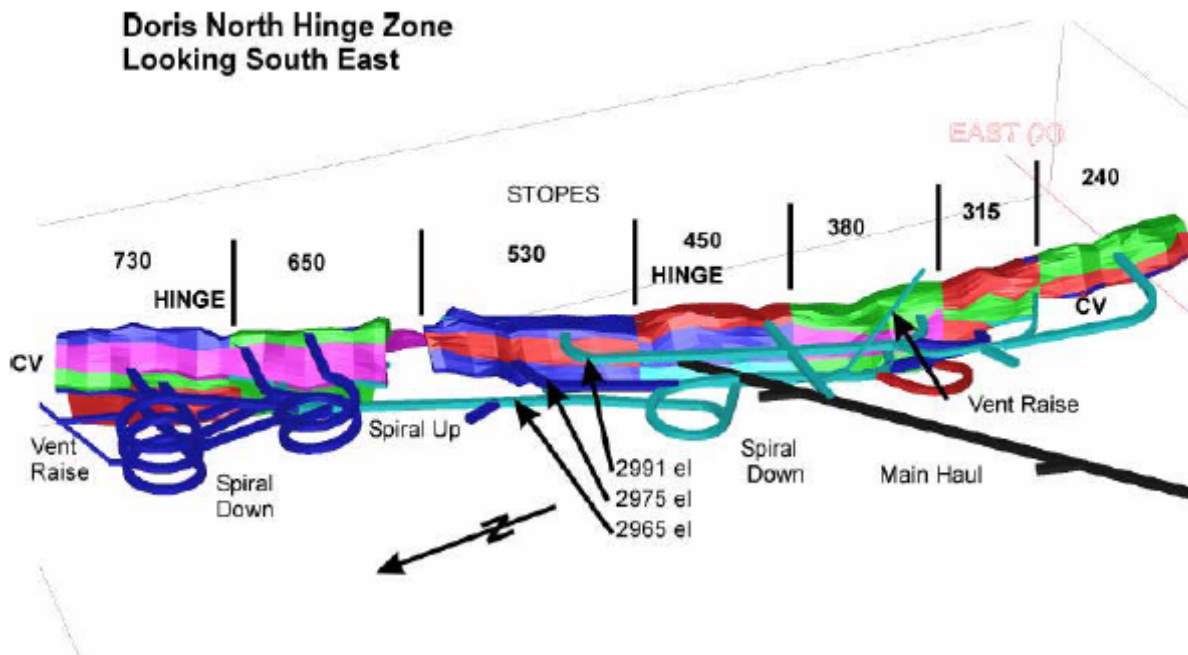 Doris North Hinge Zone
Looking South East
EAST (X)
STOPES
240
315
380
450
HINGE
530
650
730
HINGE
CV
CV
Vent
Raise
Spiral
Down
Spiral Up
2991 el
2975 el
2965 el
Spiral
Down
Main Haul
Vent Raise
N